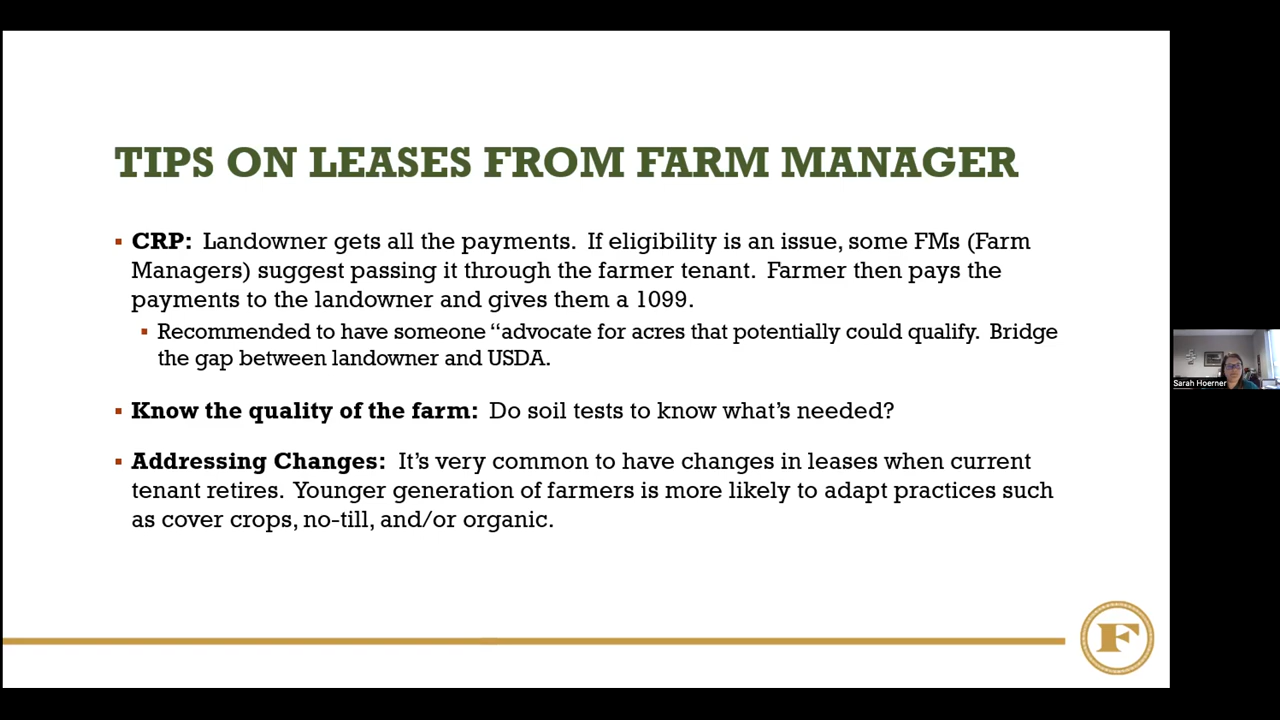 TIPS ON LEASES FROM FARM MANAGER
▪ CRP: Landowner gets all the payments. If eligibility is an issue, some FMs (Farm
Managers) suggest passing it through the farmer tenant. Farmer then pays the
payments to the landowner and gives them a 1099.
▪ Recommended to have someone “advocate for acres that potentially could qualify. Bridge
the gap between landowner and USDA.
▪ Know the quality of the farm: Do soil tests to know what’s needed?
▪ Addressing Changes: It’s very common to have changes in leases when current
tenant retires. Younger generation of farmers is more likely to adapt practices such
as cover crops, no-till, and/or organic.
F
Sarah Hoerner